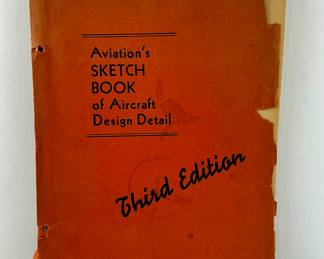 Aviation's
SKETCH
BOOK
of Aircraft
Design Detail
Third Edition